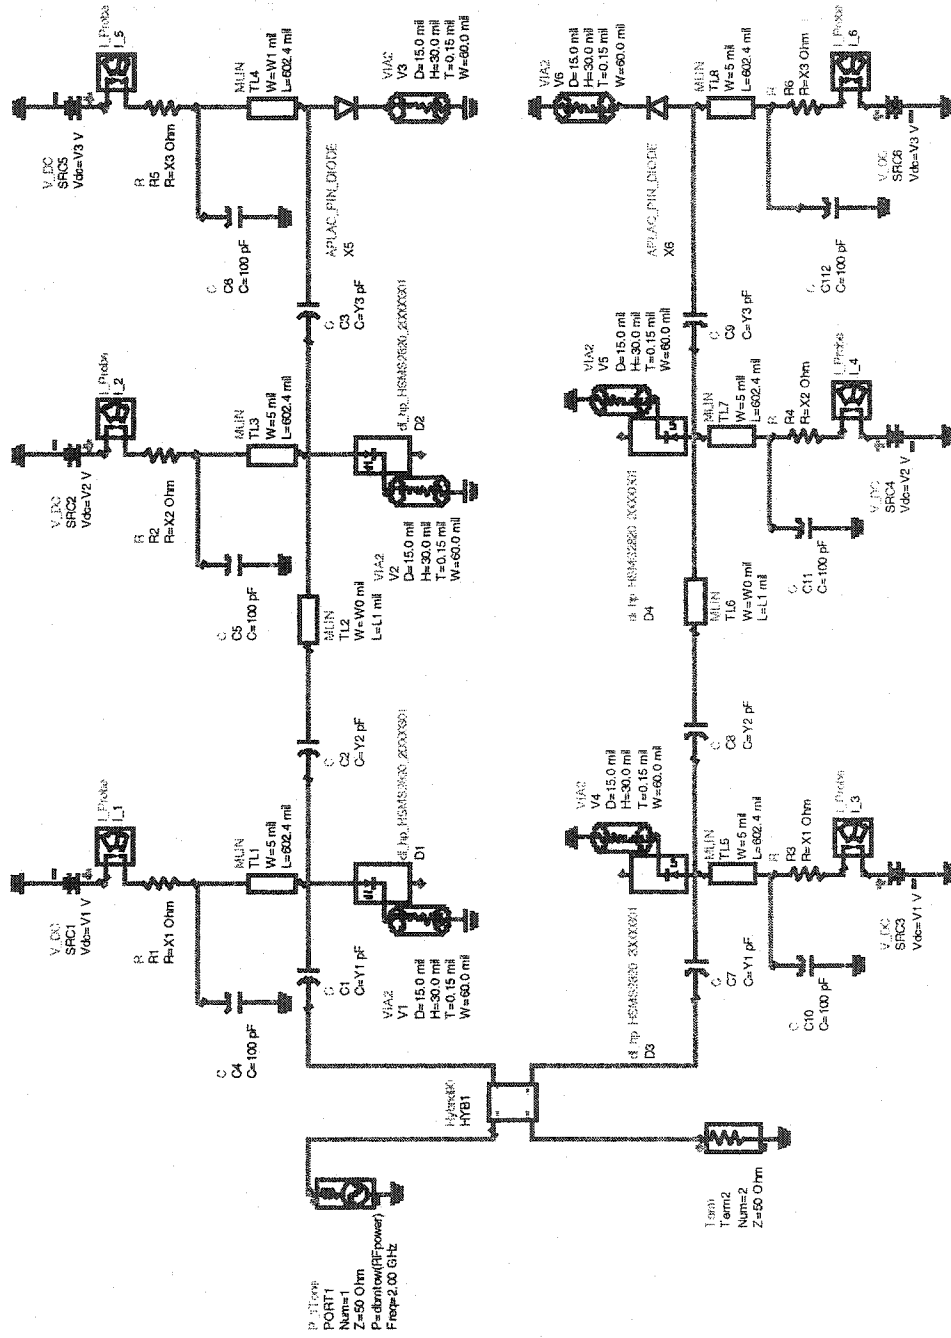 V_DC
SRC1
Vdc=V1 V
I_Probe
I_1
R
R1
R=X1 Ohm
C
C4
C=100 pF
MLIN
TL1
W=5 mil
L=602.4 mil
C
C1
C=Y1 pF
VIA2
V1
D=15.0 mil
H=30.0 mil
T=0.15 mil
W=60.0 mil
D1
C
C2
C=Y2 pF
V_DC
SRC2
Vdc=V2 V
I_Probe
I_2
R
R2
R=X2 Ohm
C
C5
C=100 pF
MLIN
TL3
W=5 mil
L=602.4 mil
MLIN
TL2
W=W0 mil
L=L1 mil
VIA2
V2
D=15.0 mil
H=30.0 mil
T=0.15 mil
W=60.0 mil
D2
C
C3
C=Y3 pF
V_DC
SRC5
Vdc=V3 V
I_Probe
I_5
R
R5
R=X3 Ohm
C
C6
C=100 pF
MLIN
TL4
W=W1 mil
L=602.4 mil
APLAC_PIN_DIODE
X5
VIA2
V3
D=15.0 mil
H=30.0 mil
T=0.15 mil
W=60.0 mil
P_1Tone
PORT1
Num=1
Z=50 Ohm
P=dbmtow(RFpower)
Freq=2.00 GHz
Hybrid90
HYB1
Term
Term2
Num=2
Z=50 Ohm
D3
C
C7
C=Y1 pF
VIA2
V4
D=15.0 mil
H=30.0 mil
T=0.15 mil
W=60.0 mil
MLIN
TL5
W=5 mil
L=602.4 mil
C
C10
C=100 pF
R
R3
R=X1 Ohm
I_Probe
I_3
V_DC
SRC3
Vdc=V1 V
C
C8
C=Y2 pF
D4
MLIN
TL6
W=W0 mil
L=L1 mil
VIA2
V5
D=15.0 mil
H=30.0 mil
T=0.15 mil
W=60.0 mil
MLIN
TL7
W=5 mil
L=602.4 mil
C
C11
C=100 pF
R
R4
R=X2 Ohm
I_Probe
I_4
V_DC
SRC4
Vdc=V2 V
C
C9
C=Y3 pF
APLAC_PIN_DIODE
X6
VIA2
V6
D=15.0 mil
H=30.0 mil
T=0.15 mil
W=60.0 mil
MLIN
TL8
W=5 mil
L=602.4 mil
C
C112
C=100 pF
R
R6
R=X3 Ohm
I_Probe
I_6
V_DC
SRC6
Vdc=V3 V